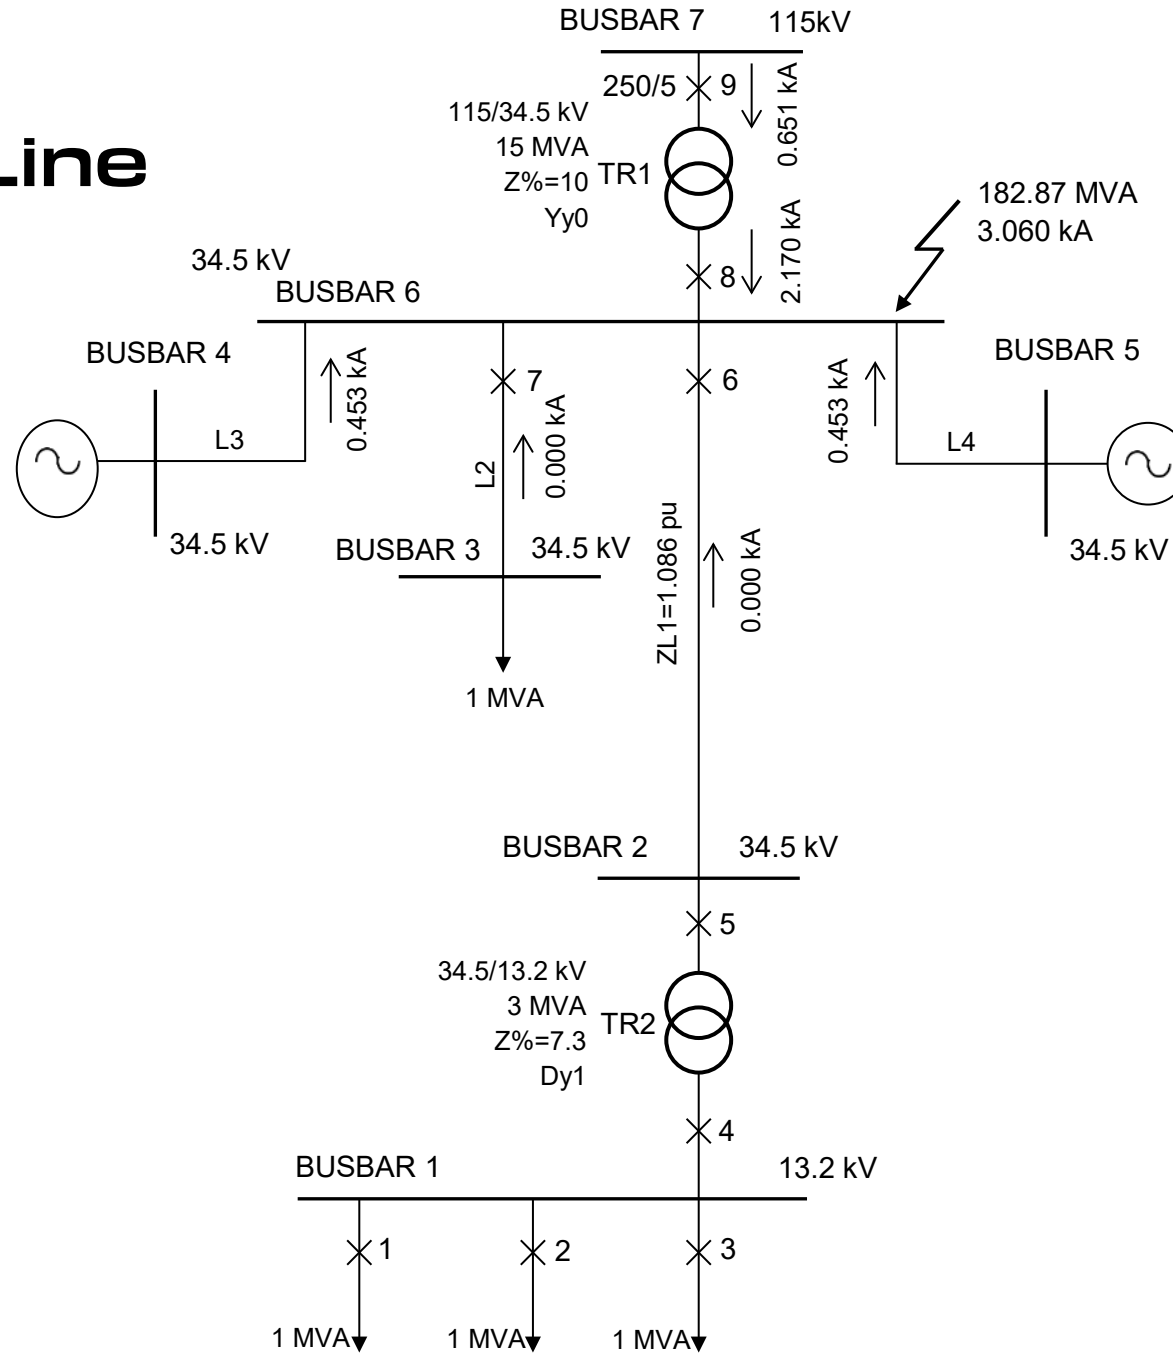 BUSBAR 7 115kV
250/5 9
0.651 kA
115/34.5 kV
15 MVA
Z%=10
Yy0
TR1
Line
182.87 MVA
3.060 kA
8
2.170 kA
34.5 kV
BUSBAR 6
BUSBAR 4
0.453 kA
7
6
0.453 kA
BUSBAR 5
L3
L2
0.000 kA
L4
34.5 kV
BUSBAR 3 34.5 kV
34.5 kV
ZL1=1.086 pu
0.000 kA
1 MVA
BUSBAR 2 34.5 kV
5
34.5/13.2 kV
3 MVA
Z%=7.3
Dy1
TR2
4
BUSBAR 1 13.2 kV
1 2 3
1 MVA 1 MVA 1 MVA